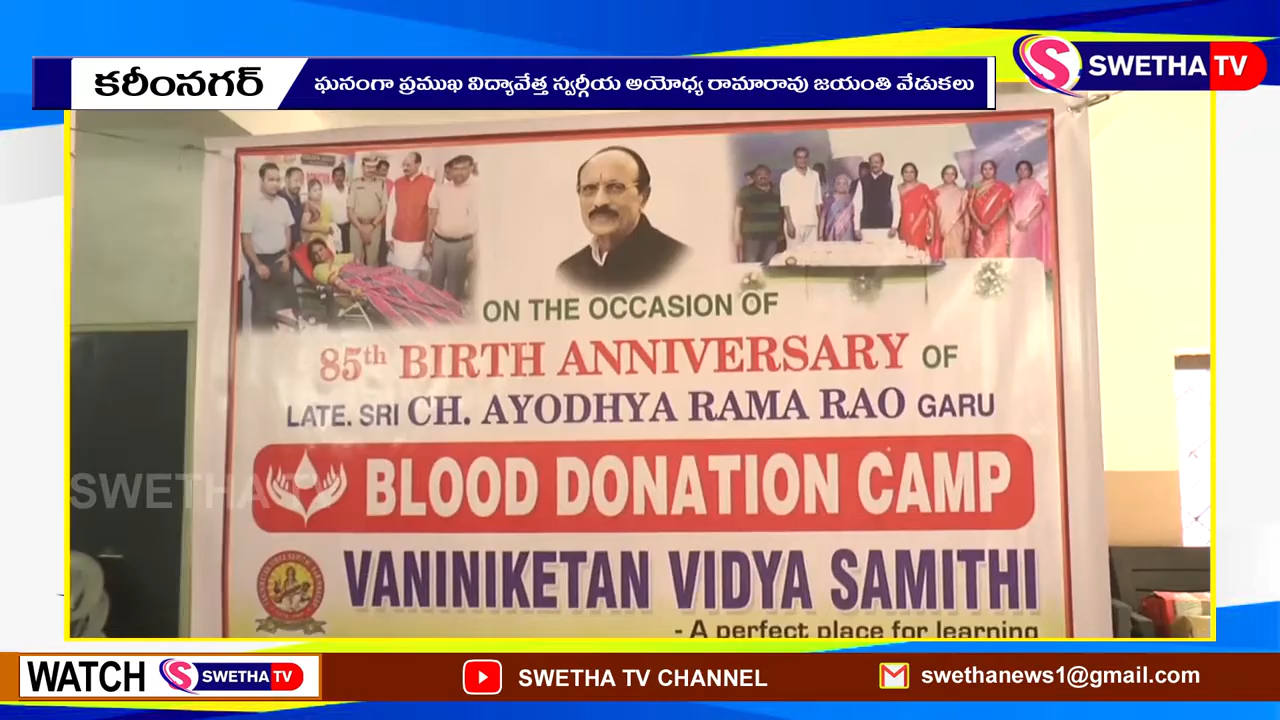 కరీంనగర్
ఘనంగా ప్రముఖ విద్యావేత్త స్వర్గీయ అయోధ్య రామారావు జయంతి వేడుకలు
SWETHA TV
ON THE OCCASION OF
85th BIRTH ANNIVERSARY OF
LATE. SRI CH. AYODHYA RAMA RAO GARU
BLOOD DONATION CAMP
SWETHA TV
VANINIKETAN VIDYA SAMITHI
- A perfect place for learning
WATCH SWETHA TV
SWETHA TV CHANNEL
swethanews1@gmail.com